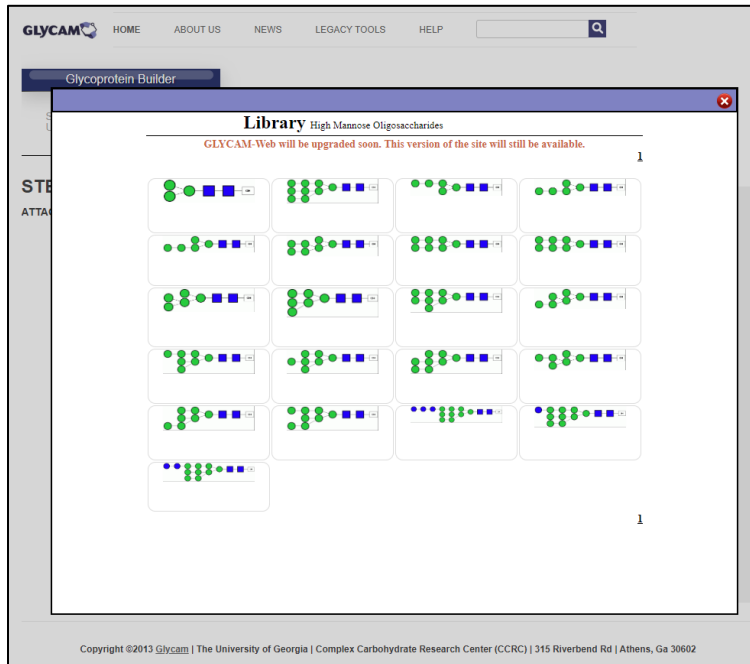 GLYCAM HOME ABOUT US NEWS LEGACY TOOLS HELP
Glycoprotein Builder
Library High Mannose Oligosaccharides
GLYCAM-Web will be upgraded soon. This version of the site will still be available.
1
STE
ATTAC
1
Copyright ©2013 Glycam | The University of Georgia | Complex Carbohydrate Research Center (CCRC) | 315 Riverbend Rd | Athens, Ga 30602